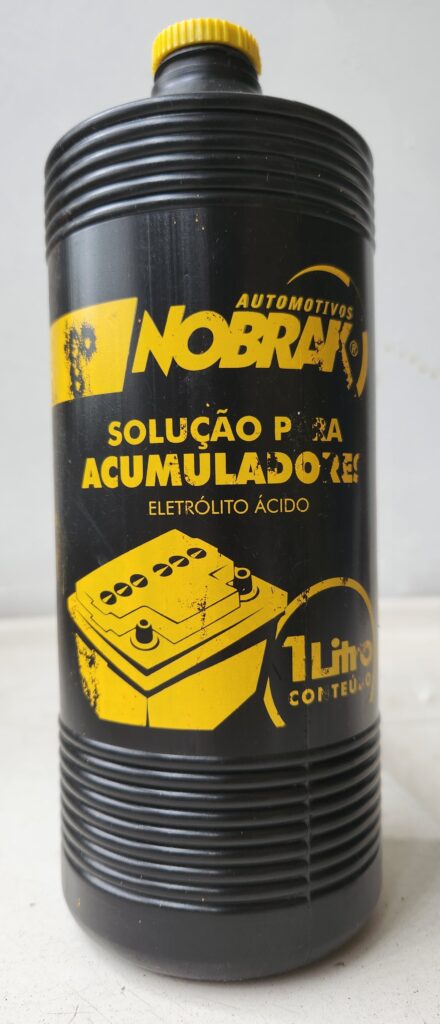 AUTOMOTIVOS
NOBRAK®
SOLUÇÃO PARA
ACUMULADORES
ELETRÓLITO ÁCIDO
1 Litro
CONTEÚDO